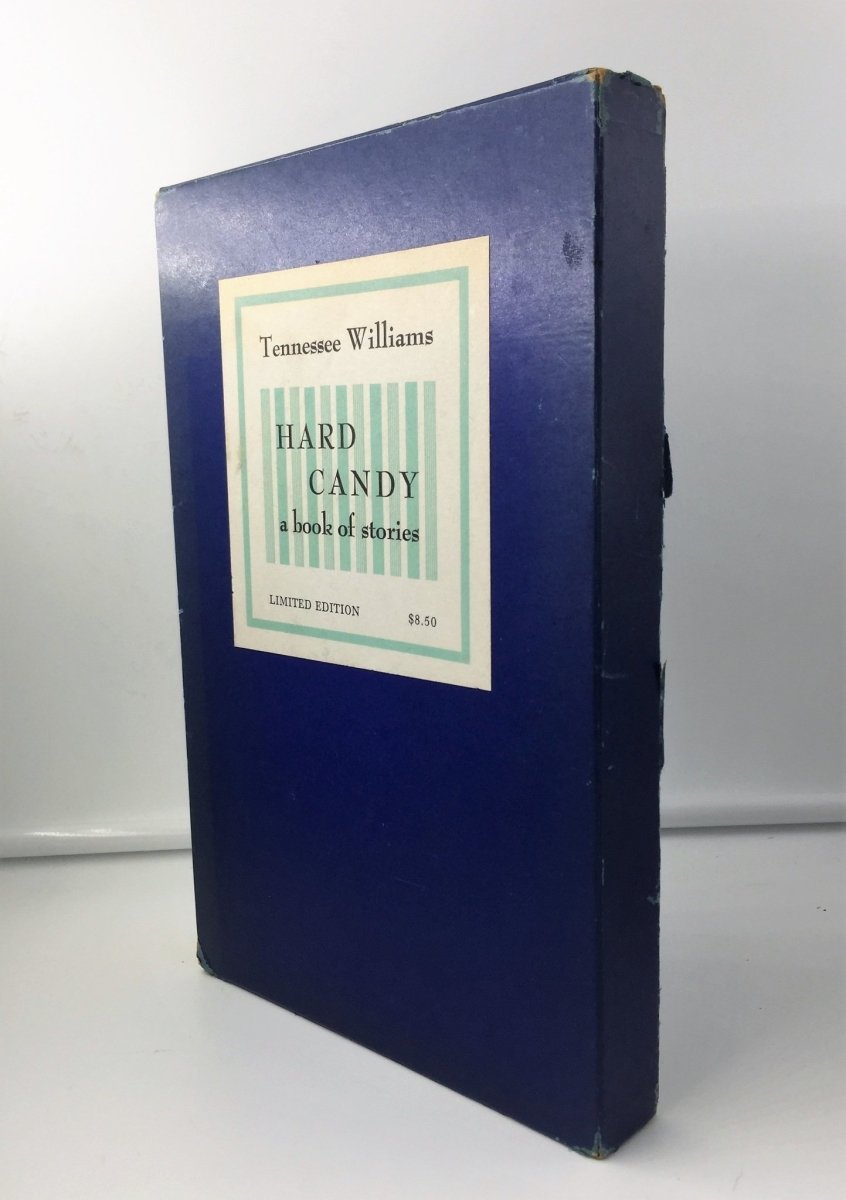 Tennessee Williams
HARD
CANDY
a book of stories
LIMITED EDITION
$8.50